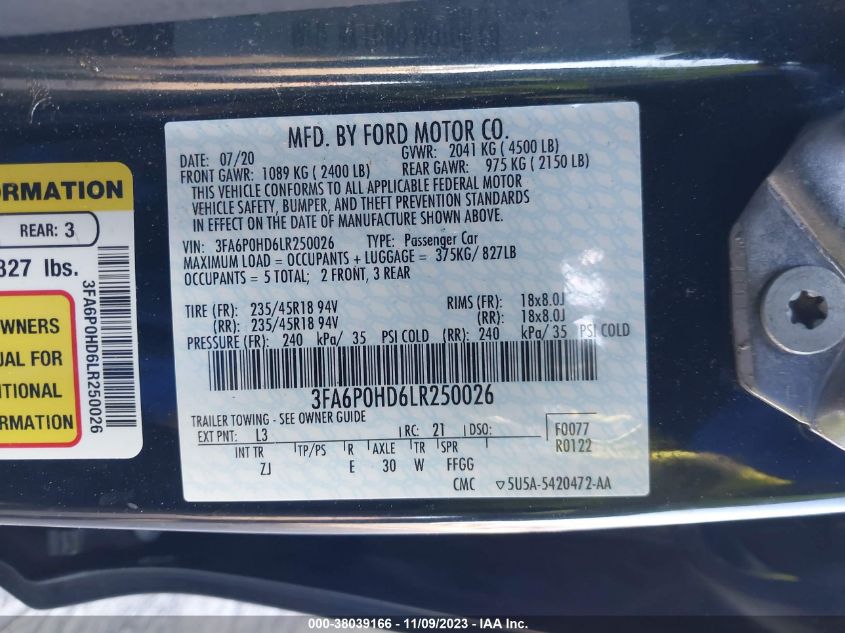 MFD. BY FORD MOTOR CO.
DATE: 07/20 GVWR: 2041 KG ( 4500 LB)
FRONT GAWR: 1089 KG ( 2400 LB) REAR GAWR: 975 KG ( 2150 LB)
THIS VEHICLE CONFORMS TO ALL APPLICABLE FEDERAL MOTOR
VEHICLE SAFETY, BUMPER, AND THEFT PREVENTION STANDARDS
IN EFFECT ON THE DATE OF MANUFACTURE SHOWN ABOVE.
VIN: 3FA6P0HD6LR250026 TYPE: Passenger Car
MAXIMUM LOAD = OCCUPANTS + LUGGAGE = 375KG/ 827LB
OCCUPANTS = 5 TOTAL; 2 FRONT, 3 REAR
TIRE (FR): 235/45R18 94V RIMS (FR): 18x8.0J
(RR): 235/45R18 94V (RR): 18x8.0J
PRESSURE (FR): 240 kPa/ 35 PSI COLD (RR): 240 kPa/ 35 PSI COLD
3FA6P0HD6LR250026
TRAILER TOWING - SEE OWNER GUIDE
EXT PNT: L3 RC: 21 DSO: F0077
R0122
INT TR TP/PS R AXLE TR SPR
ZJ E 30 W FFGG
CMC 5U5A-5420472-AA
ORMATION
REAR: 3
827 lbs.
WNERS
UAL FOR
ITIONAL
RMATION
3FA6P0HD6LR250026
000-38039166 - 11/09/2023 - IAA Inc.